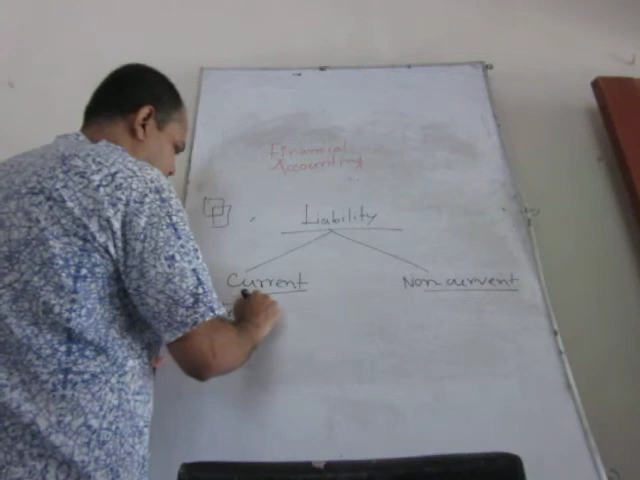 Financial
Accounting
Liability
Current
Non current